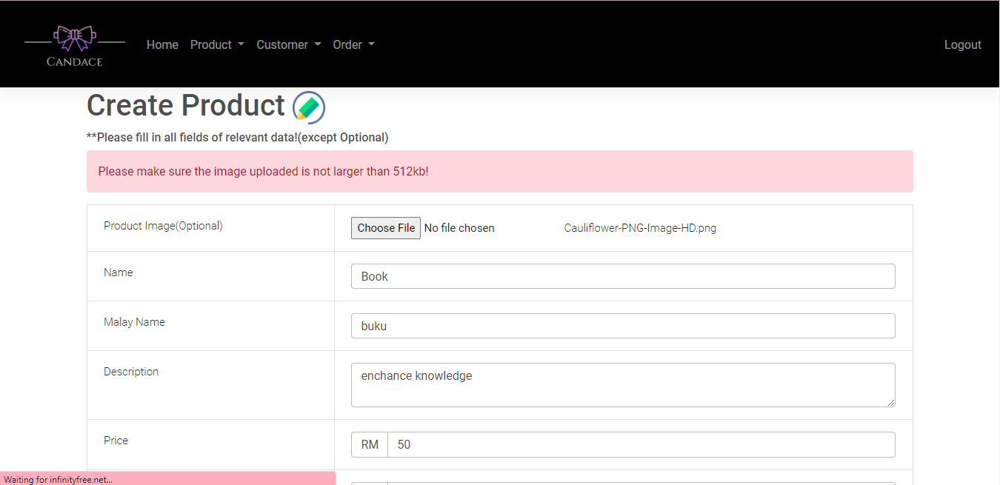 CANDACE
Home Product Customer Order Logout
Create Product
**Please fill in all fields of relevant data!(except Optional)
Please make sure the image uploaded is not larger than 512kb!
Product Image(Optional) Choose File No file chosen Cauliflower-PNG-Image-HD.png
Name Book
Malay Name buku
Description enchance knowledge
Price RM 50
Waiting for infinityfree.net...